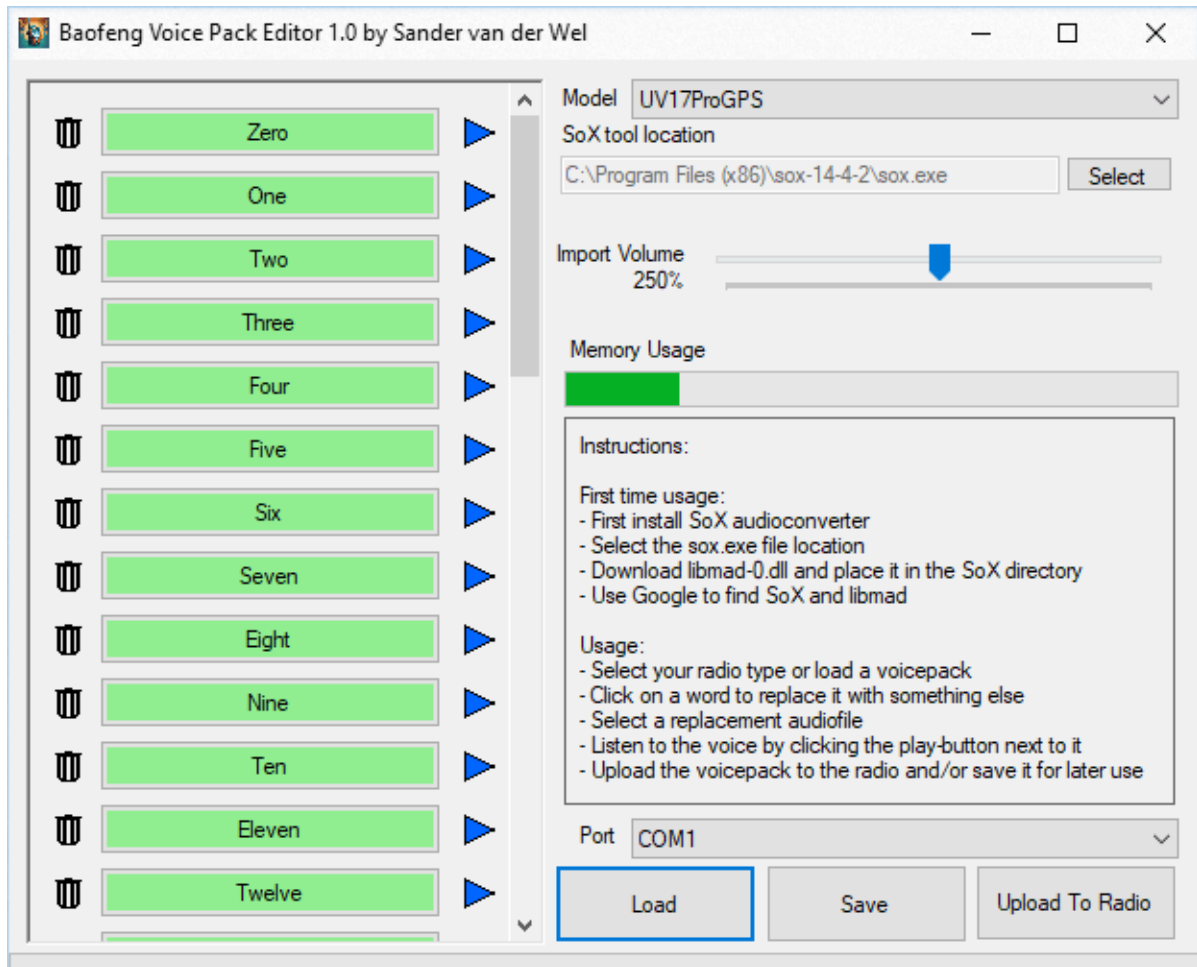 Baofeng Voice Pack Editor 1.0 by Sander van der Wel
Zero
One
Two
Three
Four
Five
Six
Seven
Eight
Nine
Ten
Eleven
Twelve
Model UV17ProGPS
SoX tool location
C:\Program Files (x86)\sox-14-4-2\sox.exe Select
Import Volume
250%
Memory Usage
Instructions:
First time usage:
- First install SoX audioconverter
- Select the sox.exe file location
- Download libmad-0.dll and place it in the SoX directory
- Use Google to find SoX and libmad
Usage:
- Select your radio type or load a voicepack
- Click on a word to replace it with something else
- Select a replacement audiofile
- Listen to the voice by clicking the play-button next to it
- Upload the voicepack to the radio and/or save it for later use
Port COM1
Load Save Upload To Radio